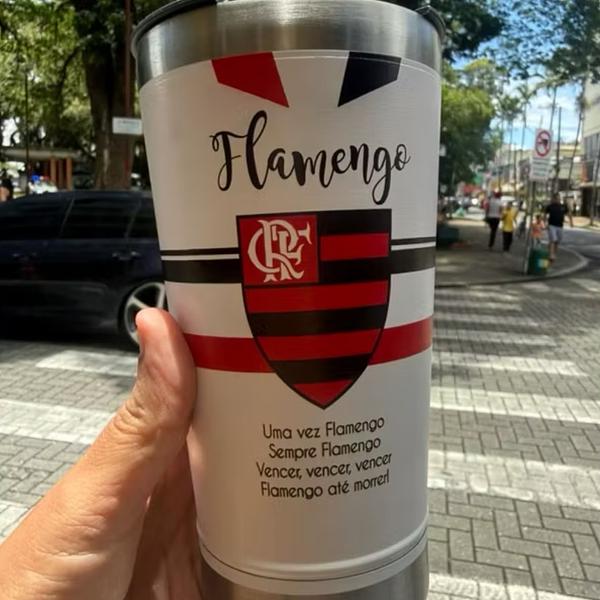 Flamengo
CRF
Uma vez Flamengo
Sempre Flamengo
Vencer, vencer, vencer
Flamengo até morrer!